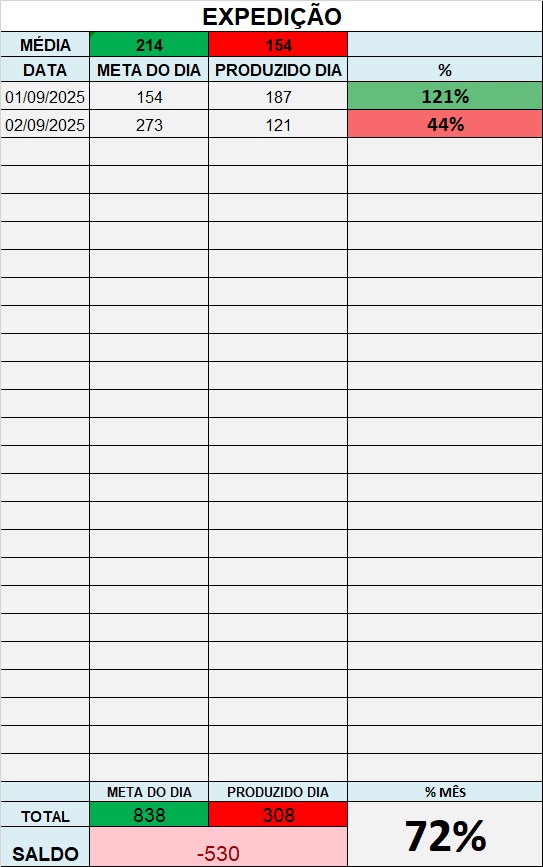 EXPEDIÇÃO
MÉDIA 214 154
DATA META DO DIA PRODUZIDO DIA %
01/09/2025 154 187 121%
02/09/2025 273 121 44%
META DO DIA PRODUZIDO DIA % MÊS
TOTAL 838 308
72%
SALDO -530